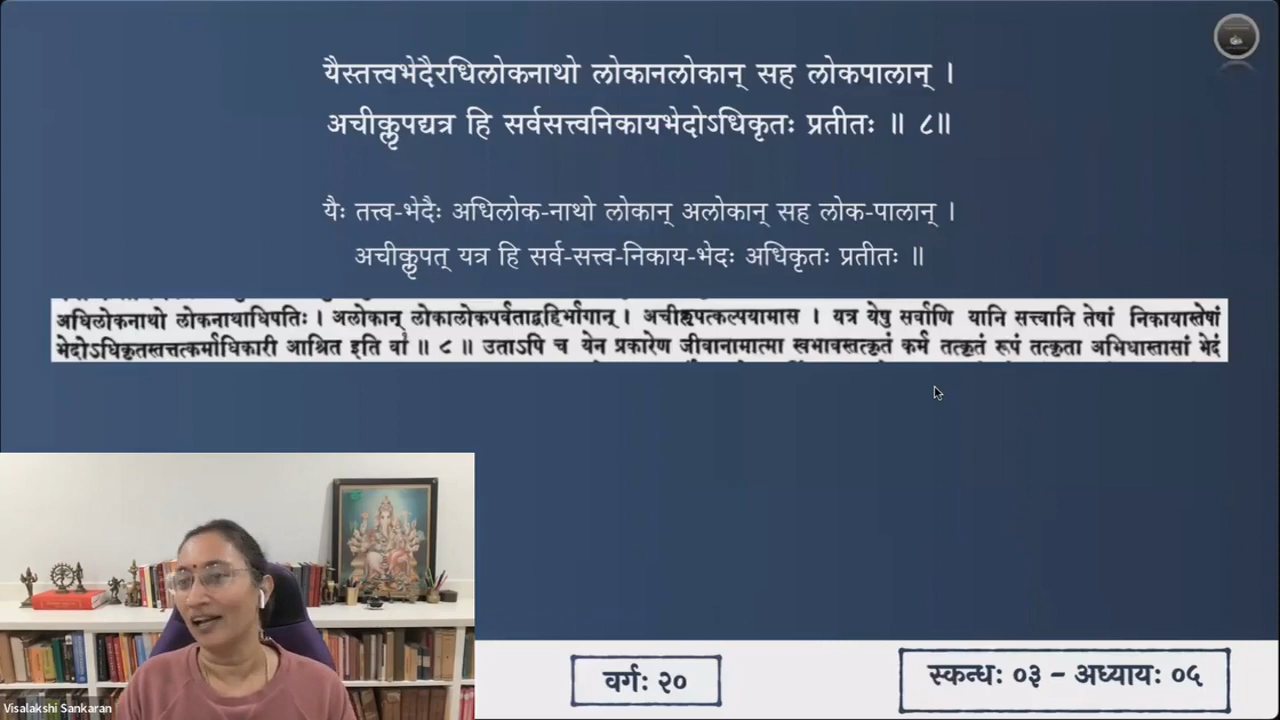 यैस्तत्त्वभेदैरधिलोकनाथो लोकानलोकान् सह लोकपालान् ।
अचीक्लृपद्यत्र हि सर्वसत्त्वनिकायभेदोऽधिकृतः प्रतीतः ॥ ८॥
यैः तत्त्व-भेदैः अधिलोक-नाथो लोकान् अलोकान् सह लोक-पालान् ।
अचीक्लृपत् यत्र हि सर्व-सत्त्व-निकाय-भेदः अधिकृतः प्रतीतः ॥
अधिलोकनाथो लोकनाथाधिपतिः । अलोकान् लोकालोकपर्वताद्बहिर्भागान् । अचीक्लृपत्कल्पयामास । यत्र येषु सर्वाणि यानि सत्त्वानि तेषां निकायास्तेषां
भेदोऽधिकृतस्तत्तत्कर्माधिकारी आश्रित इति वा ॥ ८ ॥ उताऽपि च येन प्रकारेण जीवानामात्मा स्वभावस्तत्कृतं कर्म तत्कृतं रूपं तत्कृता अभिधास्तासां भेदं
Visalakshi Sankaran
वर्गः २०
स्कन्धः ०३ - अध्यायः ०५